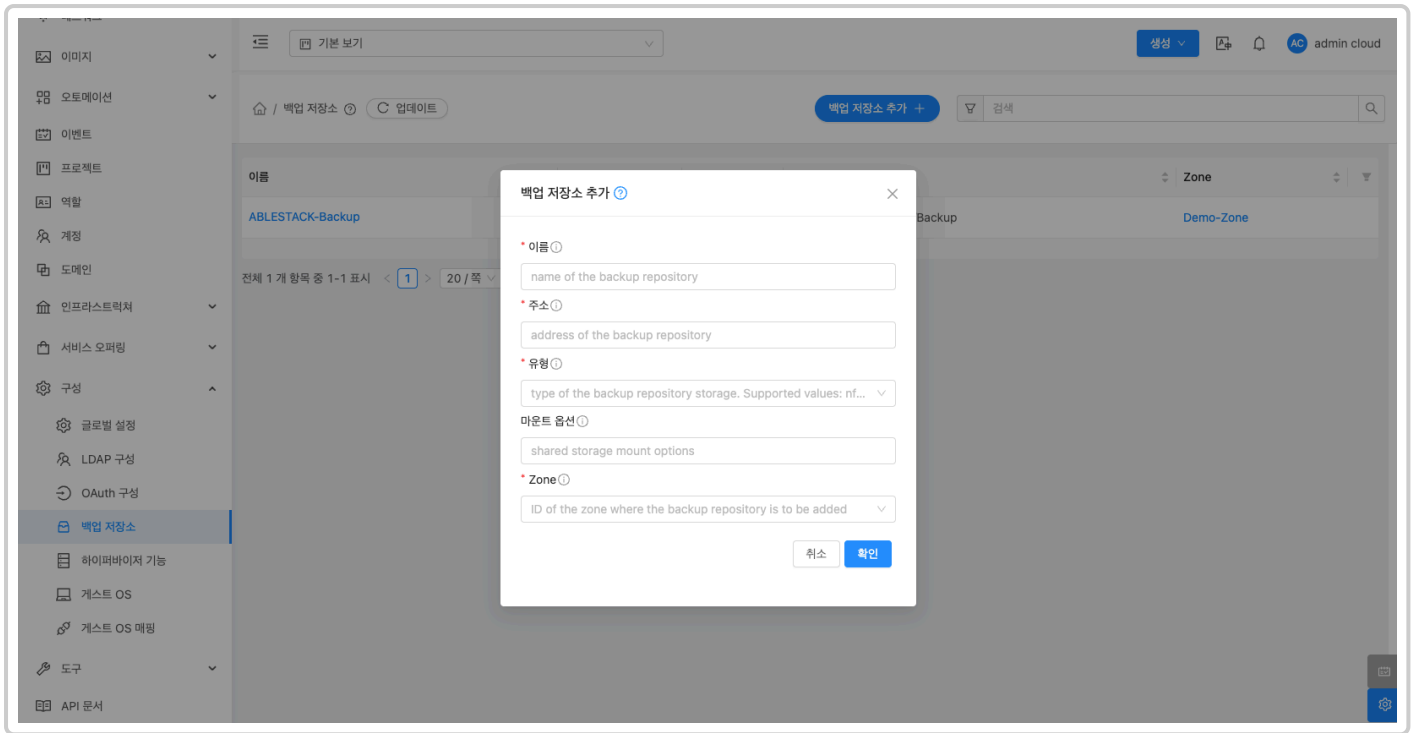 이미지
오토메이션
이벤트
프로젝트
역할
계정
도메인
인프라스트럭쳐
서비스 오퍼링
구성
글로벌 설정
LDAP 구성
OAuth 구성
백업 저장소
하이퍼바이저 기능
게스트 OS
게스트 OS 매핑
도구
API 문서
기본 보기
생성
AC admin cloud
/ 백업 저장소 업데이트
백업 저장소 추가 +
검색
이름
Zone
ABLESTACK-Backup
Backup
Demo-Zone
전체 1 개 항목 중 1-1 표시 < 1 > 20 / 쪽
백업 저장소 추가
* 이름
name of the backup repository
* 주소
address of the backup repository
* 유형
type of the backup repository storage. Supported values: nf...
마운트 옵션
shared storage mount options
* Zone
ID of the zone where the backup repository is to be added
취소 확인